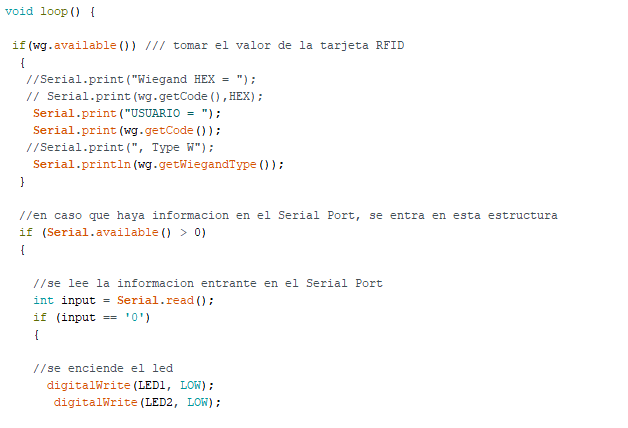 void loop() {
if(wg.available()) /// tomar el valor de la tarjeta RFID
{
//Serial.print("Wiegand HEX = ");
// Serial.print(wg.getCode(),HEX);
Serial.print("USUARIO = ");
Serial.print(wg.getCode());
//Serial.print(", Type W");
Serial.println(wg.getWiegandType());
}
//en caso que haya informacion en el Serial Port, se entra en esta estructura
if (Serial.available() > 0)
{
//se lee la informacion entrante en el Serial Port
int input = Serial.read();
if (input == '0')
{
//se enciende el led
digitalWrite(LED1, LOW);
digitalWrite(LED2, LOW);